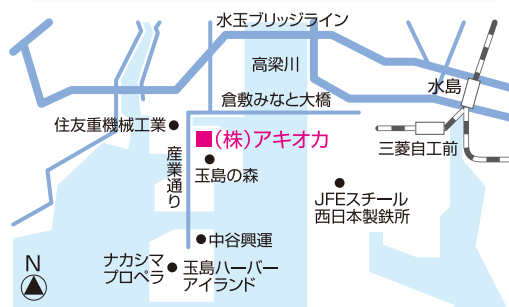 水玉ブリッジライン
高梁川
水島
倉敷みなと大橋
住友重機械工業
(株)アキオカ
三菱自工前
産業通り
玉島の森
JFEスチール
西日本製鉄所
中谷興運
ナカシマ
プロペラ
玉島ハーバー
アイランド
N